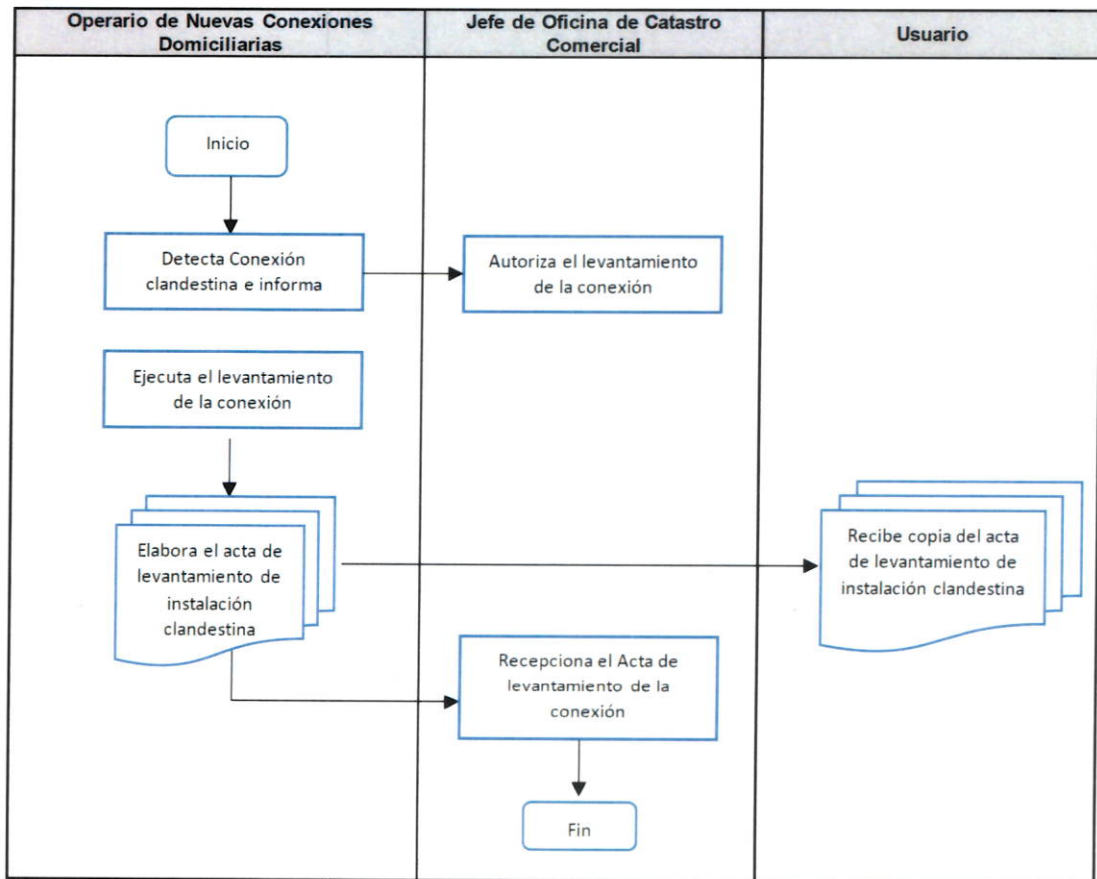 Operario de Nuevas Conexiones
Domiciliarias
Jefe de Oficina de Catastro
Comercial
Usuario
Inicio
Detecta Conexión
clandestina e informa
Autoriza el levantamiento
de la conexión
Ejecuta el levantamiento
de la conexión
Elabora el acta de
levantamiento de
instalación
clandestina
Recibe copia del acta
de levantamiento de
instalación clandestina
Recepciona el Acta de
levantamiento de la
conexión
Fin